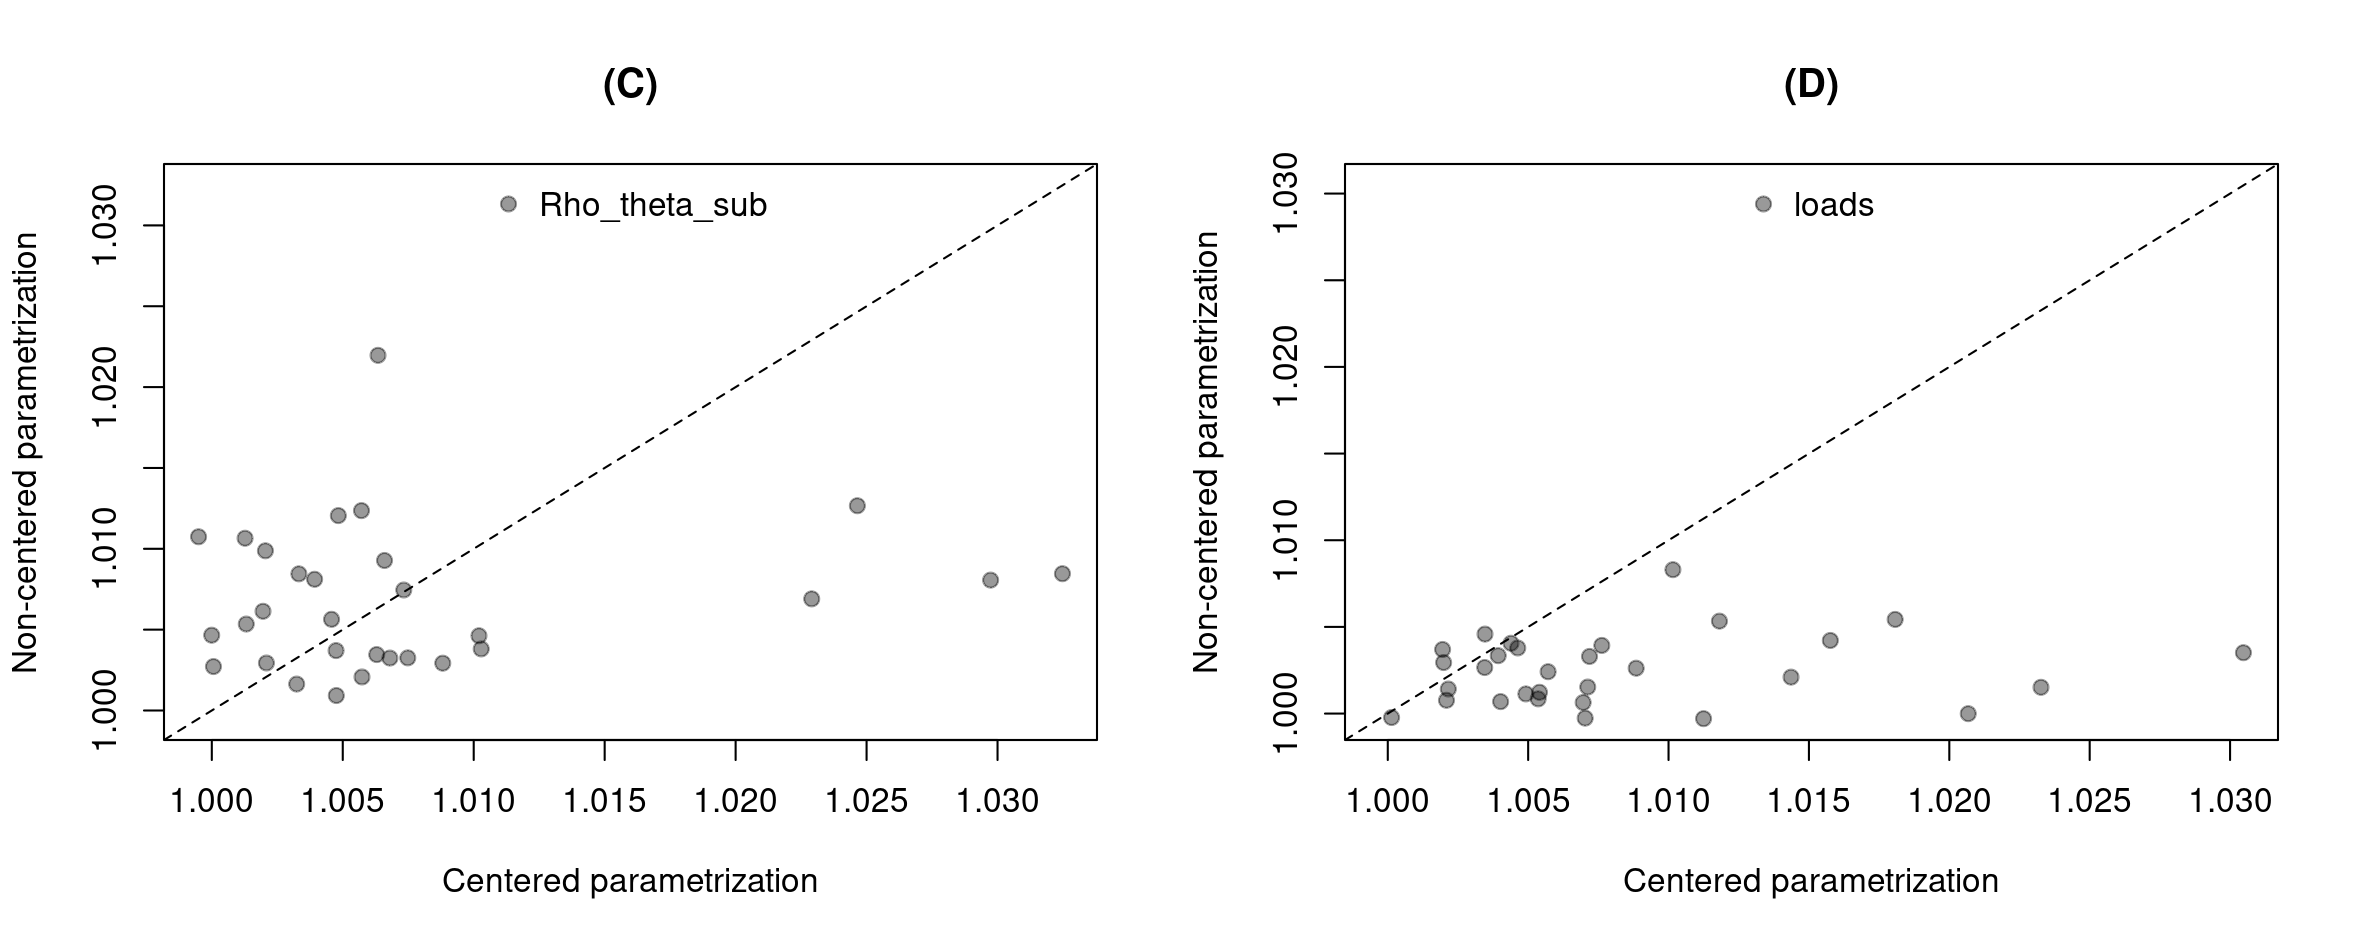 (C)
Non-centered parametrization
1.030
1.020
1.010
1.000
Rho_theta_sub
1.000 1.005 1.010 1.015 1.020 1.025 1.030
Centered parametrization
(D)
Non-centered parametrization
1.030
1.020
1.010
1.000
loads
1.000 1.005 1.010 1.015 1.020 1.025 1.030
Centered parametrization